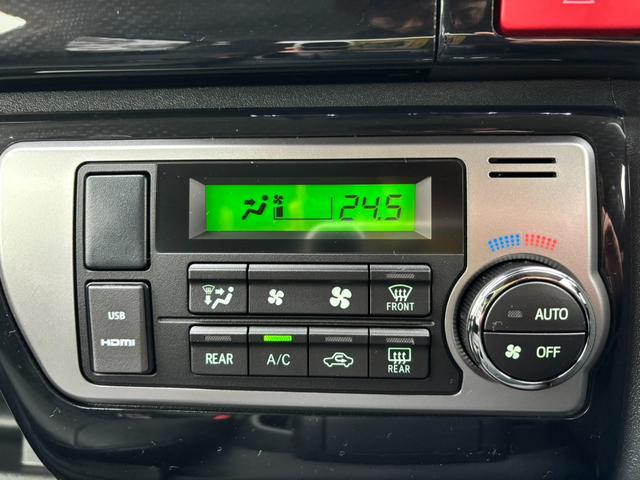 24.5
USB
HDMI
FRONT
REAR
A/C
REAR
AUTO
OFF